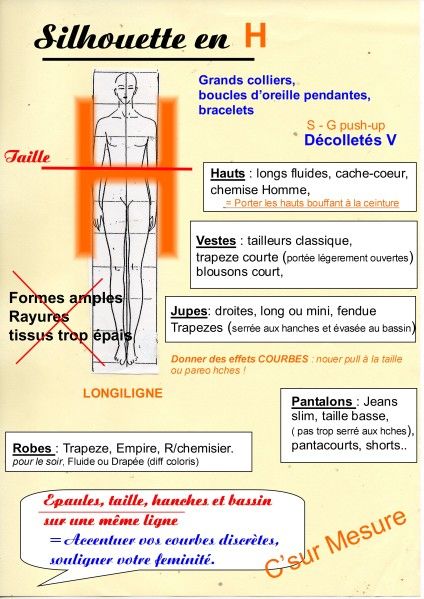 Silhouette en H
Grands colliers,
boucles d'oreille pendantes,
bracelets
S - G push-up
Décolletés V
Taille
Hauts : longs fluides, cache-coeur,
chemise Homme,
= Porter les hauts bouffant à la ceinture
Vestes : tailleurs classique,
trapeze courte (portée légerement ouvertes)
blousons court,
Formes amples
Rayures
tissus trop épais
Jupes: droites, long ou mini, fendue
Trapezes (serrée aux hanches et évasée au bassin)
Donner des effets COURBES : nouer pull à la taille
ou pareo hches !
LONGILIGNE
Pantalons : Jeans
slim, taille basse,
( pas trop serré aux hches),
pantacourts, shorts..
Robes : Trapeze, Empire, R/chemisier.
pour le soir, Fluide ou Drapée (diff coloris)
Epaules, taille, hanches et bassin
sur une même ligne
= Accentuer vos courbes discrètes,
souligner votre feminité.
C'sur Mesure